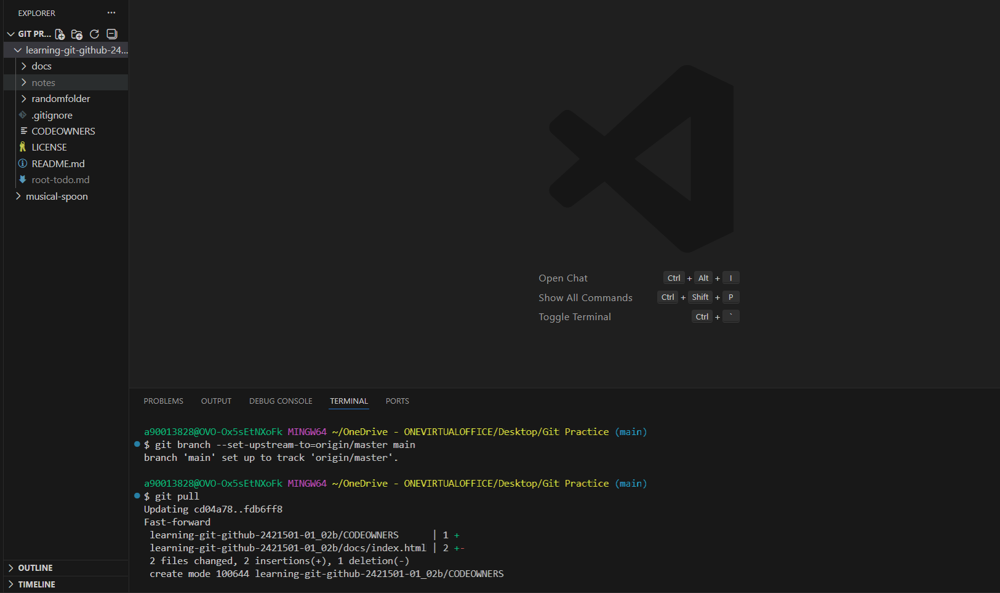 EXPLORER
GIT PR...
learning-git-github-24...
docs
notes
randomfolder
.gitignore
CODEOWNERS
LICENSE
README.md
root-todo.md
musical-spoon
OUTLINE
TIMELINE
Open Chat Ctrl + Alt + I
Show All Commands Ctrl + Shift + P
Toggle Terminal Ctrl + `
PROBLEMS OUTPUT DEBUG CONSOLE TERMINAL PORTS
a90013828@OVO-Ox5sEtNXoFk MINGW64 ~/OneDrive - ONEVIRTUALOFFICE/Desktop/Git Practice (main)
$ git branch --set-upstream-to=origin/master main
branch 'main' set up to track 'origin/master'.
a90013828@OVO-Ox5sEtNXoFk MINGW64 ~/OneDrive - ONEVIRTUALOFFICE/Desktop/Git Practice (main)
$ git pull
Updating cd04a78..fdb6ff8
Fast-forward
learning-git-github-2421501-01_02b/CODEOWNERS | 1 +
learning-git-github-2421501-01_02b/docs/index.html | 2 +-
2 files changed, 2 insertions(+), 1 deletion(-)
create mode 100644 learning-git-github-2421501-01_02b/CODEOWNERS